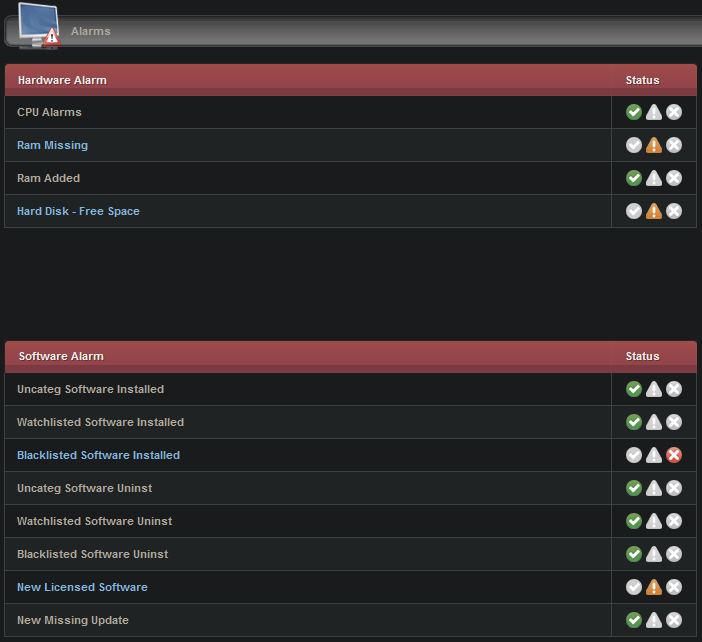 Alarms
Hardware Alarm Status
CPU Alarms
Ram Missing
Ram Added
Hard Disk - Free Space
Software Alarm Status
Uncateg Software Installed
Watchlisted Software Installed
Blacklisted Software Installed
Uncateg Software Uninst
Watchlisted Software Uninst
Blacklisted Software Uninst
New Licensed Software
New Missing Update